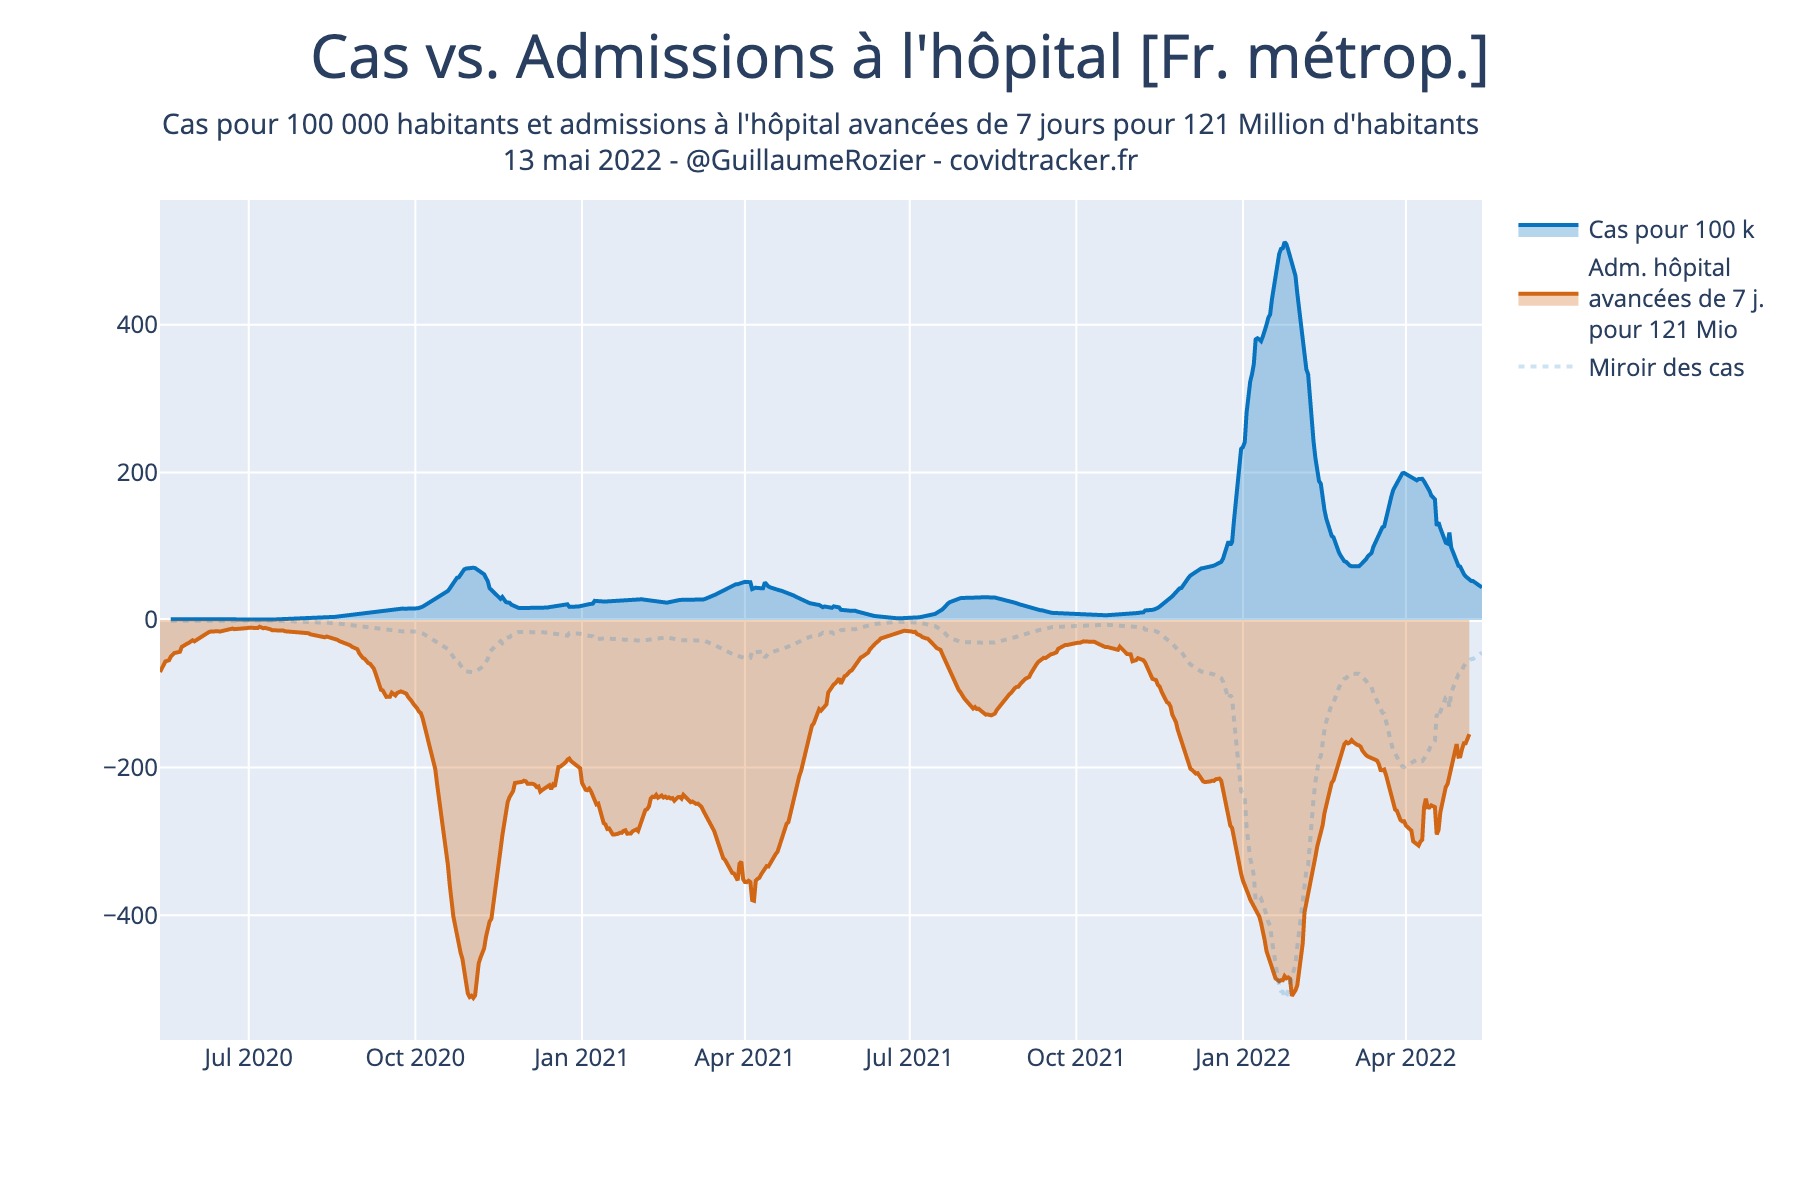 Cas vs. Admissions à l'hôpital [Fr. métrop.]
Cas pour 100 000 habitants et admissions à l'hôpital avancées de 7 jours pour 121 Million d'habitants
13 mai 2022 - @GuillaumeRozier - covidtracker.fr
Cas pour 100 k
Adm. hôpital
avancées de 7 j.
pour 121 Mio
Miroir des cas
400
200
0
−200
−400
Jul 2020
Oct 2020
Jan 2021
Apr 2021
Jul 2021
Oct 2021
Jan 2022
Apr 2022